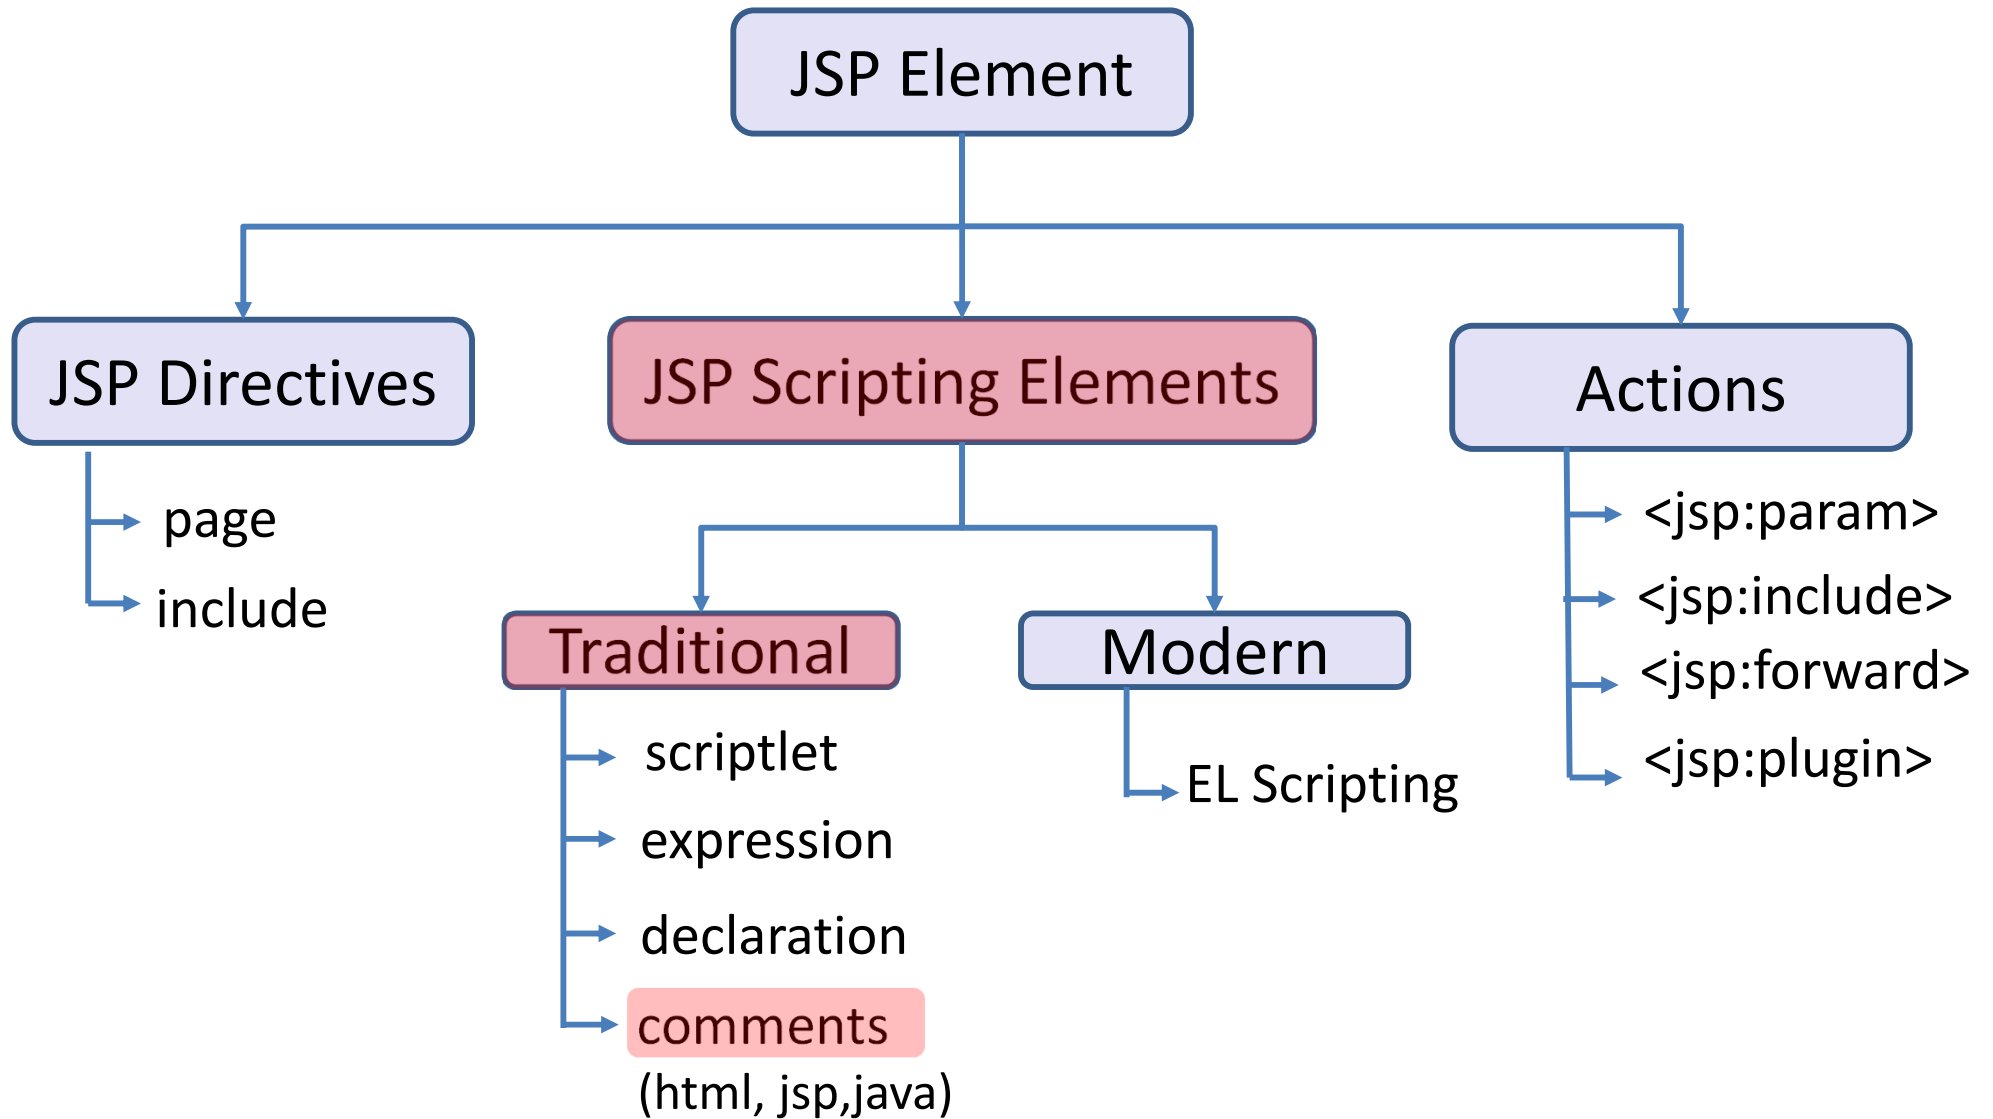 JSP Element
JSP Directives
page
include
JSP Scripting Elements
Traditional
scriptlet
expression
declaration
comments
(html, jsp,java)
Modern
EL Scripting
Actions
<jsp:param>
<jsp:include>
<jsp:forward>
<jsp:plugin>